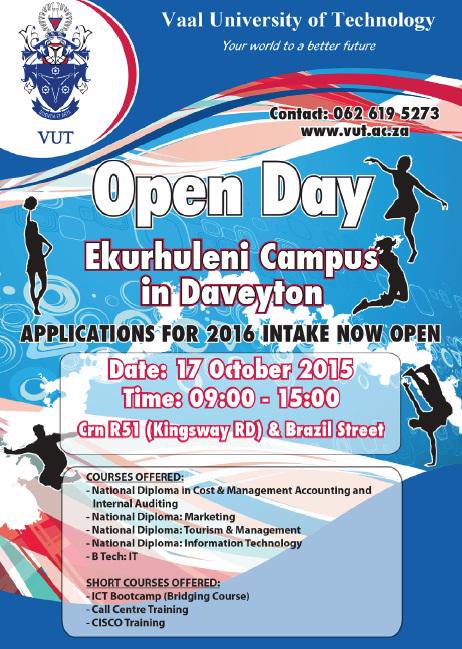 Vaal University of Technology
Your world to a better future
VUT
Contact: 062 619 5273
www.vut.ac.za
Open Day
Ekurhuleni Campus
in Daveyton
APPLICATIONS FOR 2016 INTAKE NOW OPEN
Date: 17 October 2015
Time: 09:00 - 15:00
Crn R51 (Kingsway RD) & Brazil Street
COURSES OFFERED:
- National Diploma in Cost & Management Accounting and
Internal Auditing
- National Diploma: Marketing
- National Diploma: Tourism & Management
- National Diploma: Information Technology
- B Tech: IT
SHORT COURSES OFFERED:
- ICT Bootcamp (Bridging Course)
- Call Centre Training
- CISCO Training